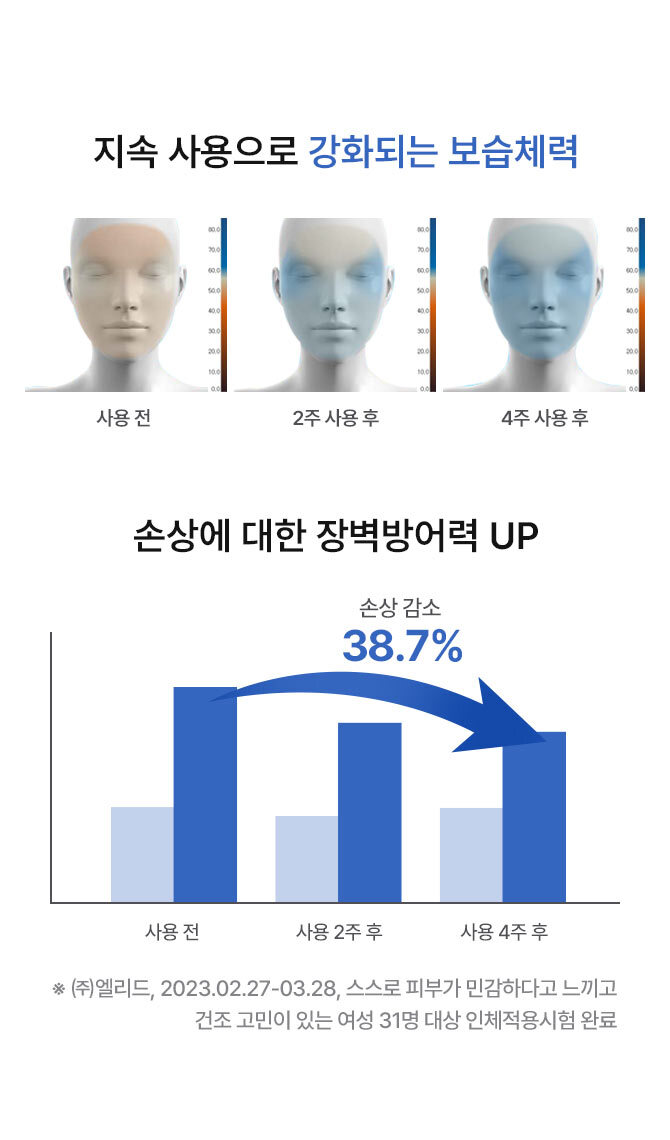 지속 사용으로 강화되는 보습체력
80.0 80.0 80.0
70.0 70.0 70.0
60.0 60.0 60.0
50.0 50.0 50.0
40.0 40.0 40.0
30.0 30.0 30.0
20.0 20.0 20.0
10.0 10.0 10.0
0.0 0.0 0.0
사용 전 2주 사용 후 4주 사용 후
손상에 대한 장벽방어력 UP
손상 감소
38.7%
사용 전 사용 2주 후 사용 4주 후
※ ㈜엘리드, 2023.02.27-03.28, 스스로 피부가 민감하다고 느끼고
건조 고민이 있는 여성 31명 대상 인체적용시험 완료